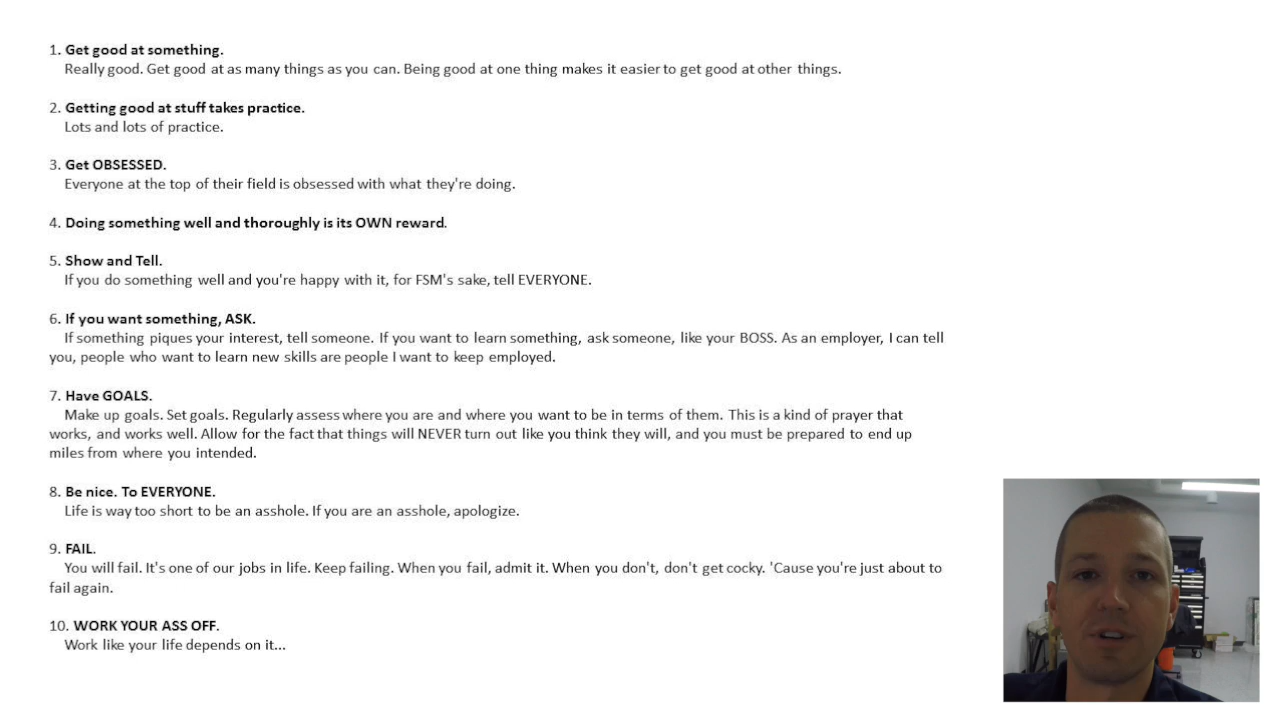 1. Get good at something.
Really good. Get good at as many things as you can. Being good at one thing makes it easier to get good at other things.
2. Getting good at stuff takes practice.
Lots and lots of practice.
3. Get OBSESSED.
Everyone at the top of their field is obsessed with what they're doing.
4. Doing something well and thoroughly is its OWN reward.
5. Show and Tell.
If you do something well and you're happy with it, for FSM's sake, tell EVERYONE.
6. If you want something, ASK.
If something piques your interest, tell someone. If you want to learn something, ask someone, like your BOSS. As an employer, I can tell
you, people who want to learn new skills are people I want to keep employed.
7. Have GOALS.
Make up goals. Set goals. Regularly assess where you are and where you want to be in terms of them. This is a kind of prayer that
works, and works well. Allow for the fact that things will NEVER turn out like you think they will, and you must be prepared to end up
miles from where you intended.
8. Be nice. To EVERYONE.
Life is way too short to be an asshole. If you are an asshole, apologize.
9. FAIL.
You will fail. It's one of our jobs in life. Keep failing. When you fail, admit it. When you don't, don't get cocky. 'Cause you're just about to
fail again.
10. WORK YOUR ASS OFF.
Work like your life depends on it...